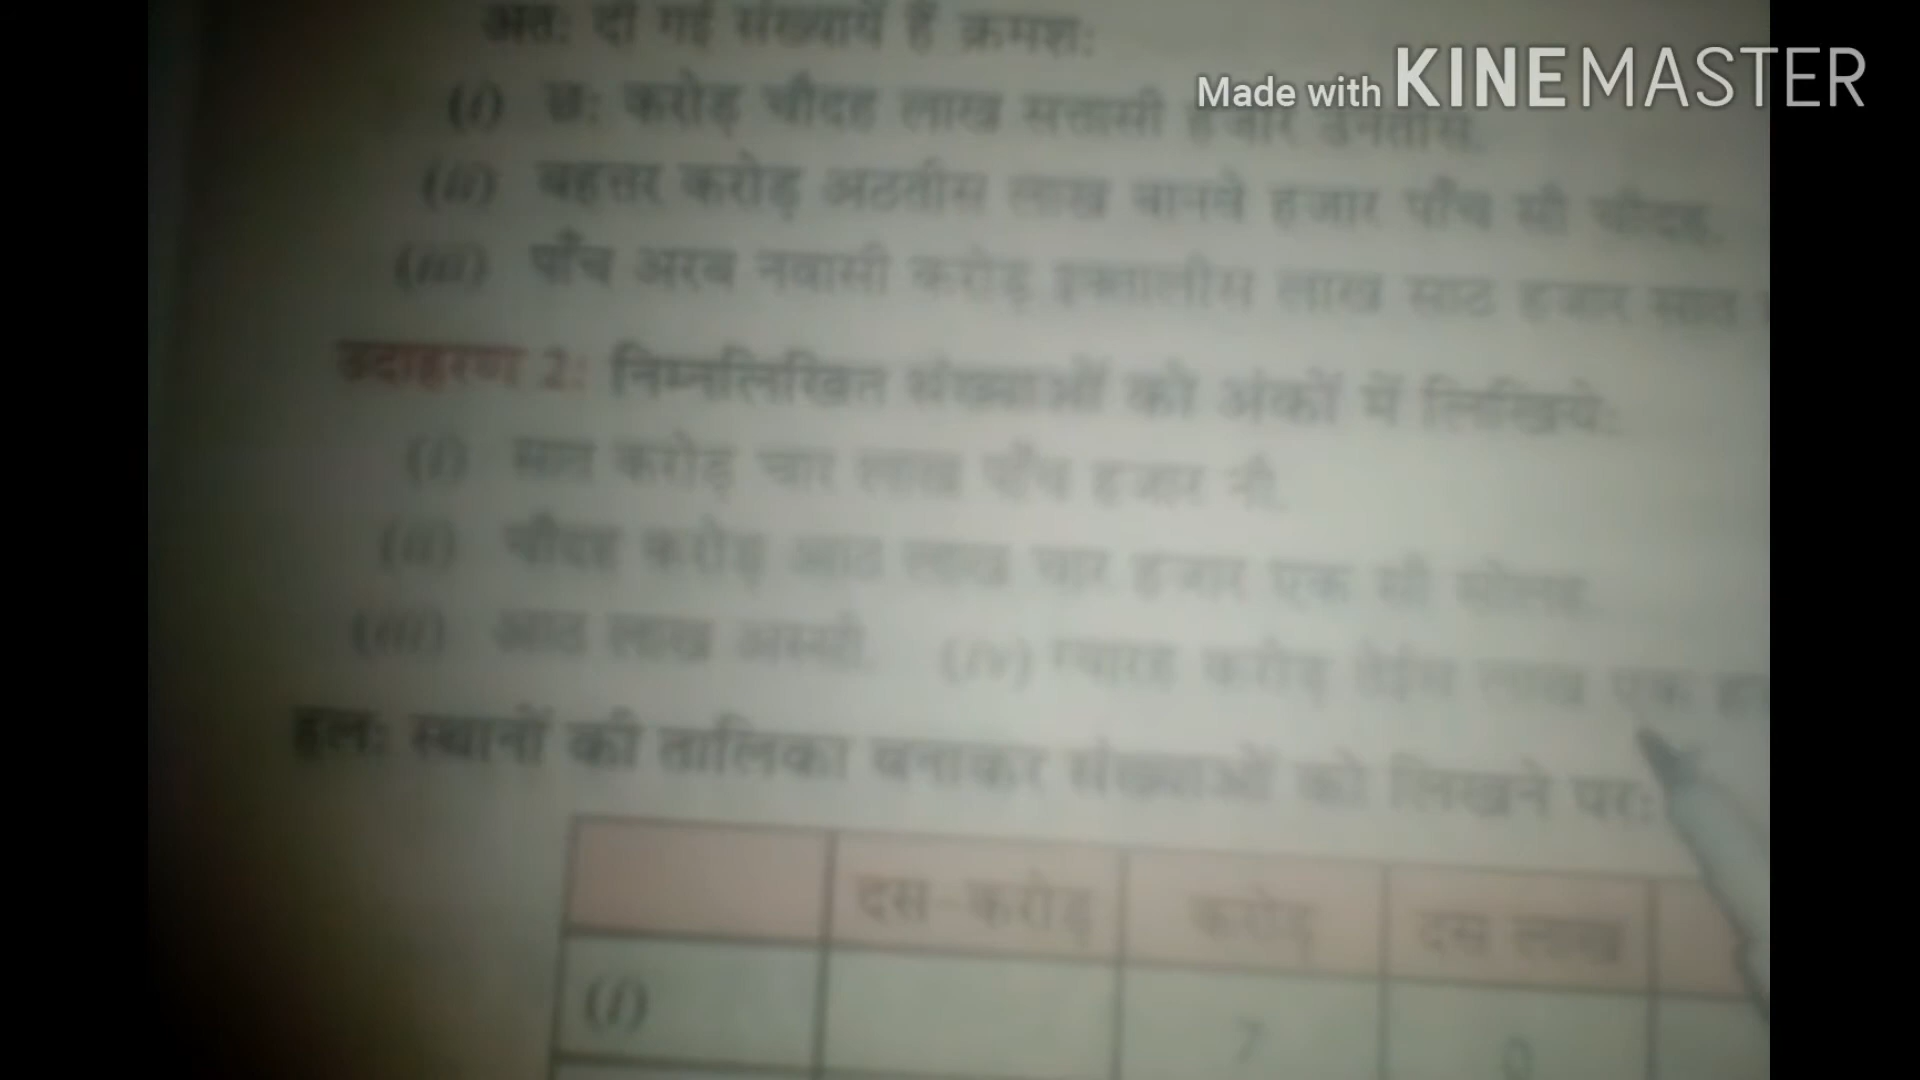 अतः दी गई संख्यायें हैं क्रमशः
Made with KINEMASTER
(i) छः करोड़ चौदह लाख सत्तासी हजार उनतीस.
(ii) बहत्तर करोड़ अठतीस लाख बानवे हजार पाँच सौ चौदह.
(iii) पाँच अरब नवासी करोड़ इकतालीस लाख साठ हजार सात
उदाहरण 2: निम्नलिखित संख्याओं को अंकों में लिखिये:
(i) सात करोड़ चार लाख पाँच हजार नौ.
(ii) चौदह करोड़ आठ लाख चार हजार एक सौ सोलह.
(iii) आठ लाख अस्सी. (iv) ग्यारह करोड़ तेईस लाख एक
हलः स्थानों की तालिका बनाकर संख्याओं को लिखने पर:
दस-करोड़ करोड़ दस लाख
(i) 7 0